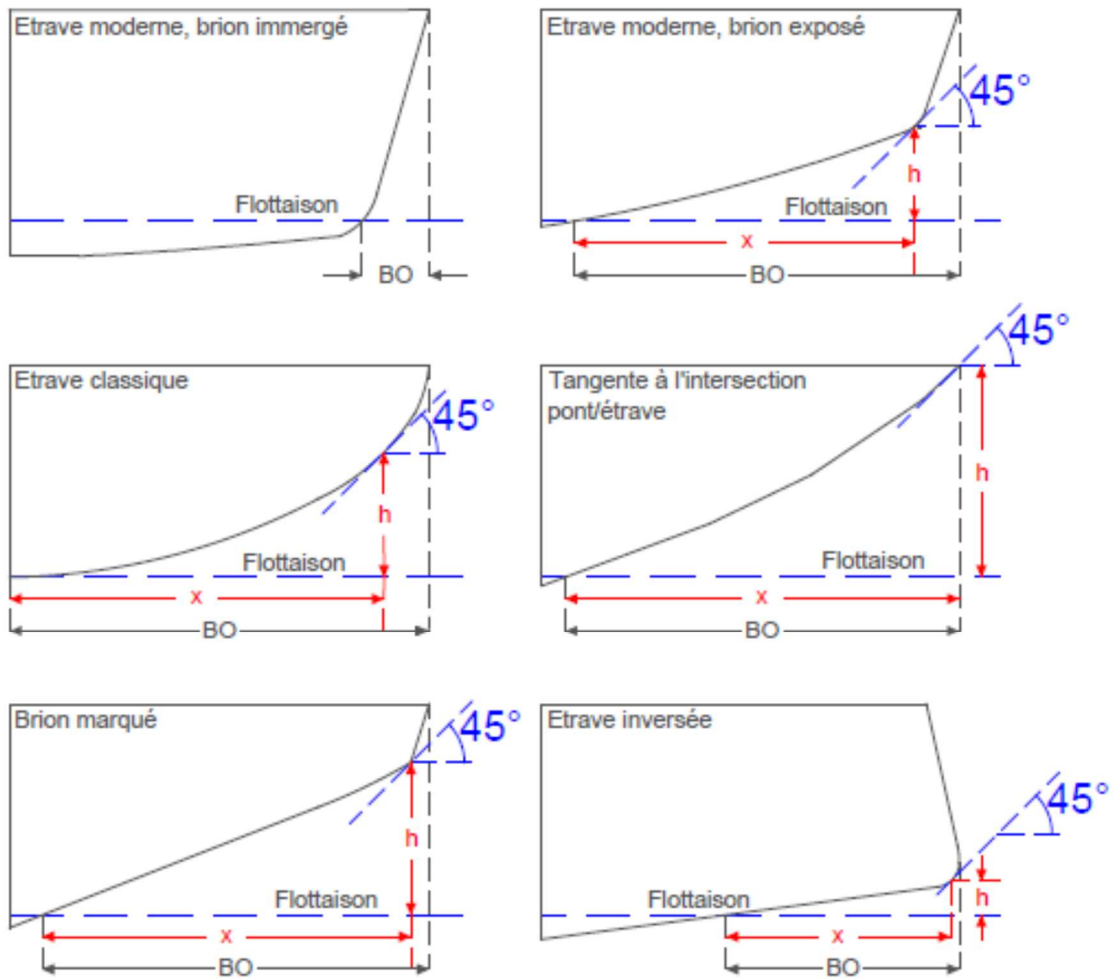 Etrave moderne, brion immergé
Flottaison
BO
Etrave moderne, brion exposé
45°
h
Flottaison
x
BO
Etrave classique
45°
h
Flottaison
x
BO
Tangente à l'intersection
pont/étrave
45°
h
Flottaison
x
BO
Brion marqué
45°
h
Flottaison
x
BO
Etrave inversée
45°
h
Flottaison
x
BO